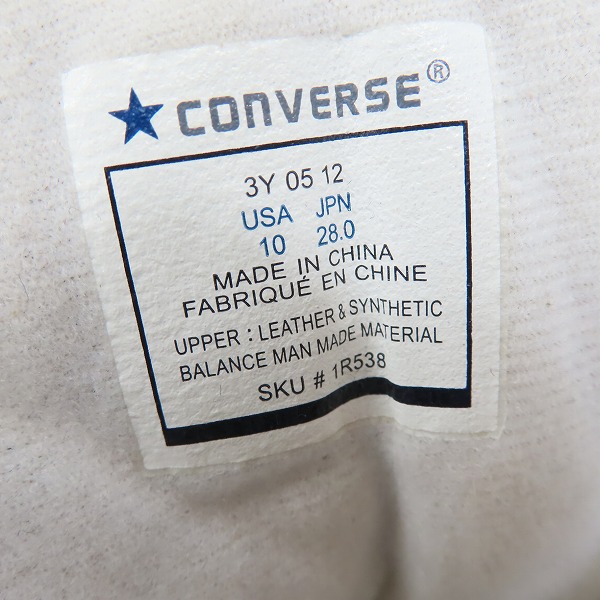 CONVERSE®
3Y 05 12
USA JPN
10 28.0
MADE IN CHINA
FABRIQUÉ EN CHINE
UPPER : LEATHER & SYNTHETIC
BALANCE MAN MADE MATERIAL
SKU # 1R538